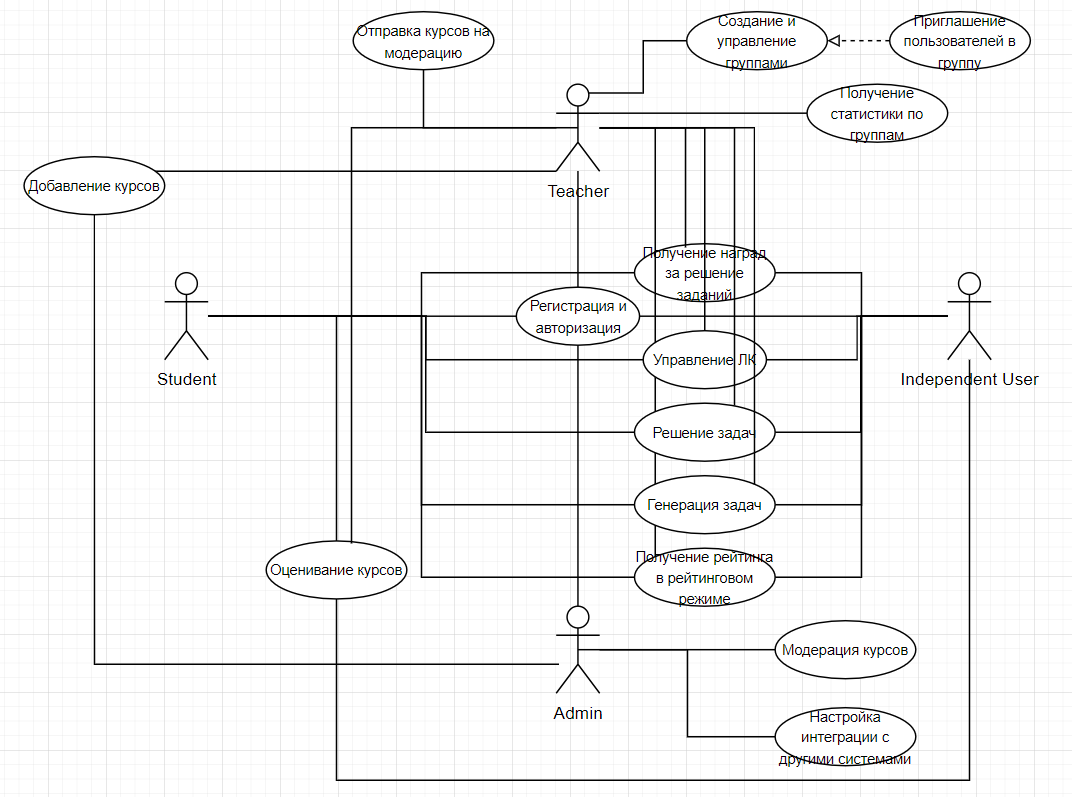 Отправка курсов на
модерацию
Создание и
управление
группами
Приглашение
пользователей в
группу
Получение
статистики по
группам
Teacher
Добавление курсов
Получение наград
за решение
заданий
Регистрация и
авторизация
Student
Управление ЛК
Independent User
Решение задач
Генерация задач
Оценивание курсов
Получение рейтинга
в рейтинговом
режиме
Модерация курсов
Admin
Настройка
интеграции с
другими системами